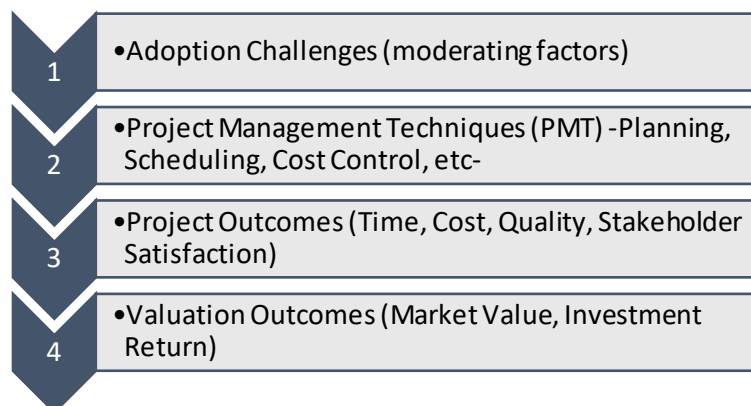 1
•Adoption Challenges (moderating factors)
2
•Project Management Techniques (PMT) -Planning,
Scheduling, Cost Control, etc-
3
•Project Outcomes (Time, Cost, Quality, Stakeholder
Satisfaction)
4
•Valuation Outcomes (Market Value, Investment
Return)